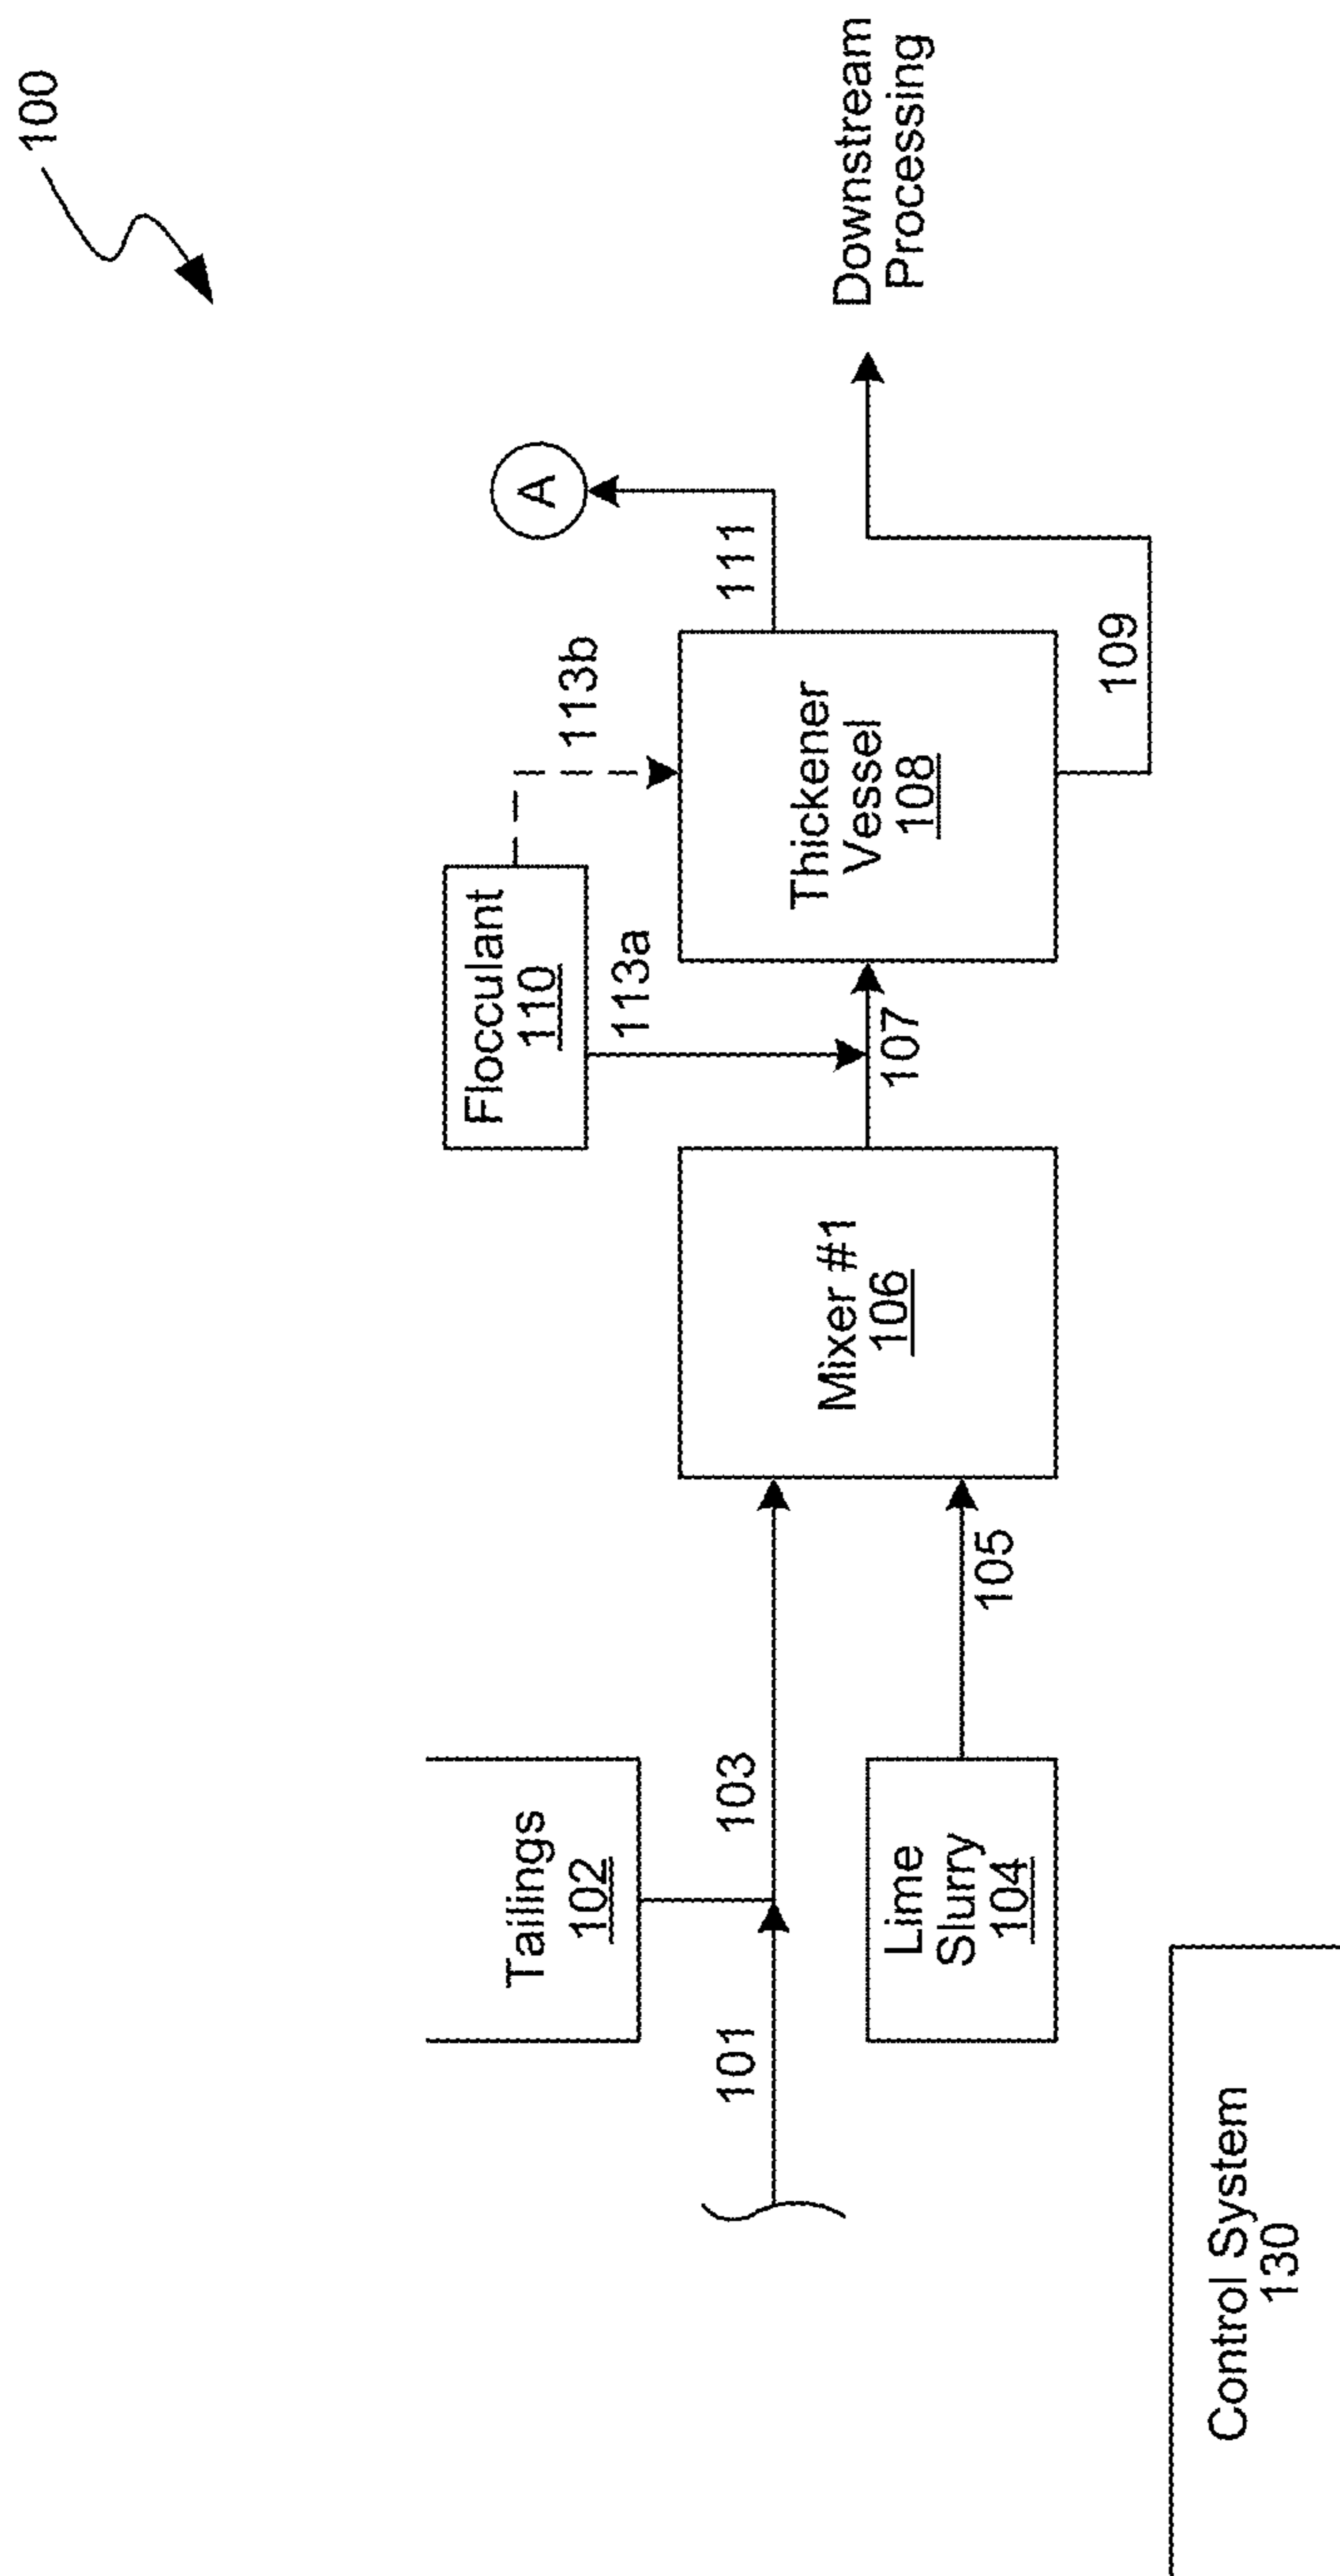 100
Tailings
102
101
103
Lime
Slurry
104
105
Mixer #1
106
Flocculant
110
113a
113b
107
Thickener
Vessel
108
111
A
109
Downstream
Processing
Control System
130